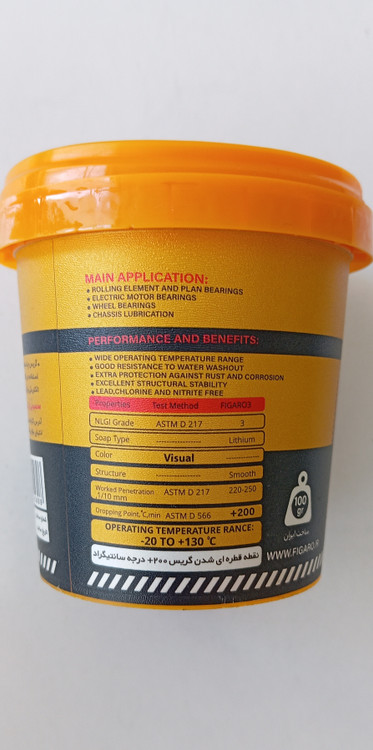 MAIN APPLICATION:
• ROLLING ELEMENT AND PLAN BEARINGS
• ELECTRIC MOTOR BEARINGS
• WHEEL BEARINGS
• CHASSIS LUBRICATION
PERFORMANCE AND BENEFITS:
• WIDE OPERATING TEMPERATURE RANGE
• GOOD RESISTANCE TO WATER WASHOUT
• EXTRA PROTECTION AGAINST RUST AND CORROSION
• EXCELLENT STRUCTURAL STABILITY
• LEAD,CHLORINE AND NITRITE FREE
Properties Test Method FIGARO3
NLGI Grade ASTM D 217 3
Soap Type -------------- Lithium
Color Visual ----------
Structure -------------- Smooth
Worked Penetration 1/10 mm ASTM D 217 220-250
Dropping Point,℃,min ASTM D 566 +200
OPERATING TEMPERATURE RANGE:
-20 TO +130 ℃
نقطه قطره ای شدن گریس ۲۰۰+ درجه سانتیگراد
100
gr
ساخت ایران
WWW.FIGARO